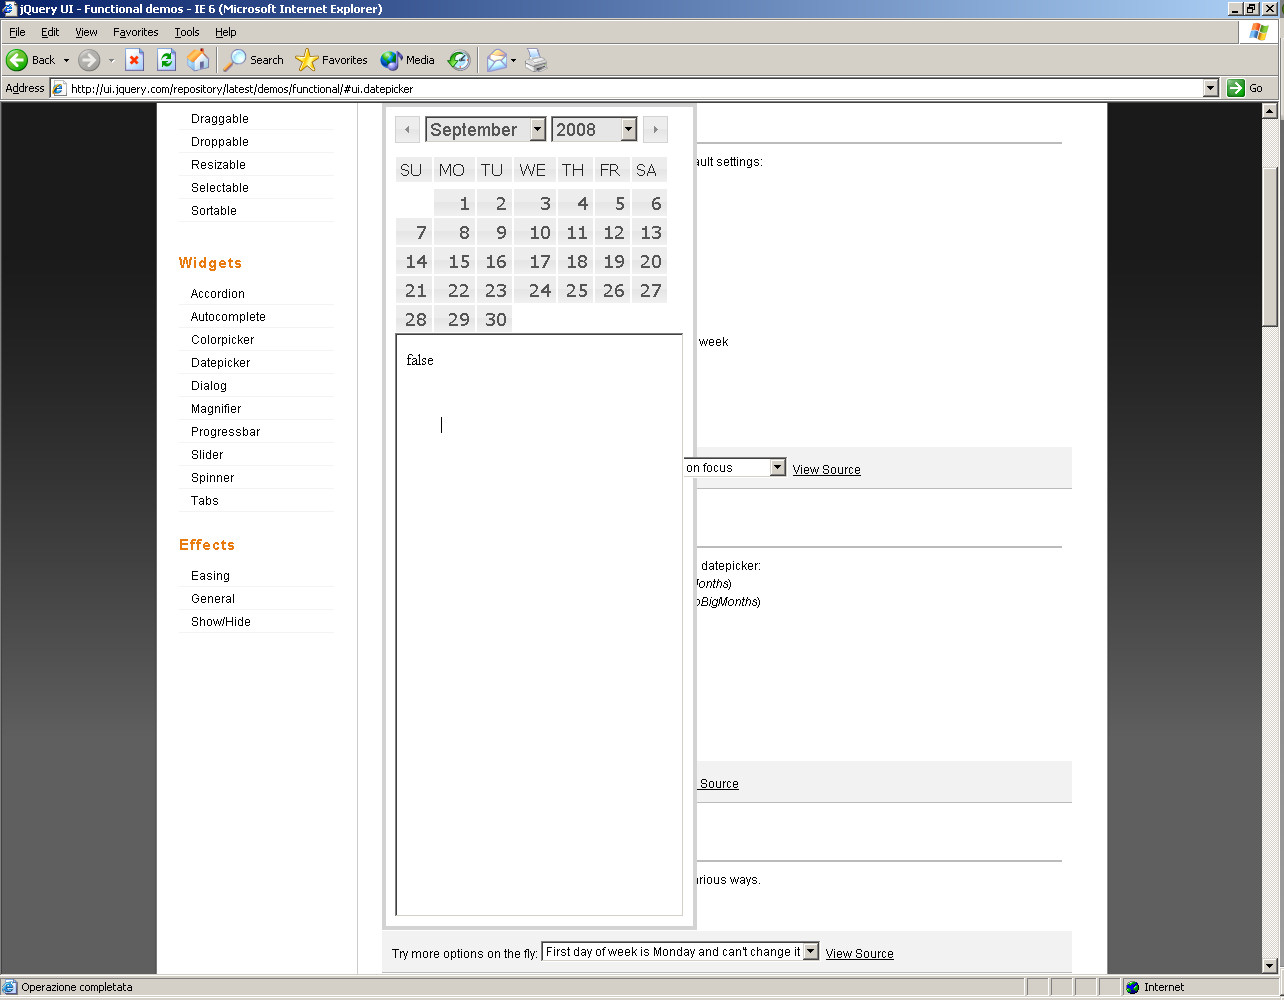 jQuery UI - Functional demos - IE 6 (Microsoft Internet Explorer)
File Edit View Favorites Tools Help
Back Search Favorites Media
Address http://ui.jquery.com/repository/latest/demos/functional/#ui.datepicker Go
Draggable
Droppable
Resizable
Selectable
Sortable
Widgets
Accordion
Autocomplete
Colorpicker
Datepicker
Dialog
Magnifier
Progressbar
Slider
Spinner
Tabs
Effects
Easing
General
Show/Hide
September 2008
SU MO TU WE TH FR SA
1 2 3 4 5 6
7 8 9 10 11 12 13
14 15 16 17 18 19 20
21 22 23 24 25 26 27
28 29 30
false
settings:
week
on focus View Source
datepicker:
Source
ways.
Try more options on the fly: First day of week is Monday and can't change it View Source
Operazione completata Internet